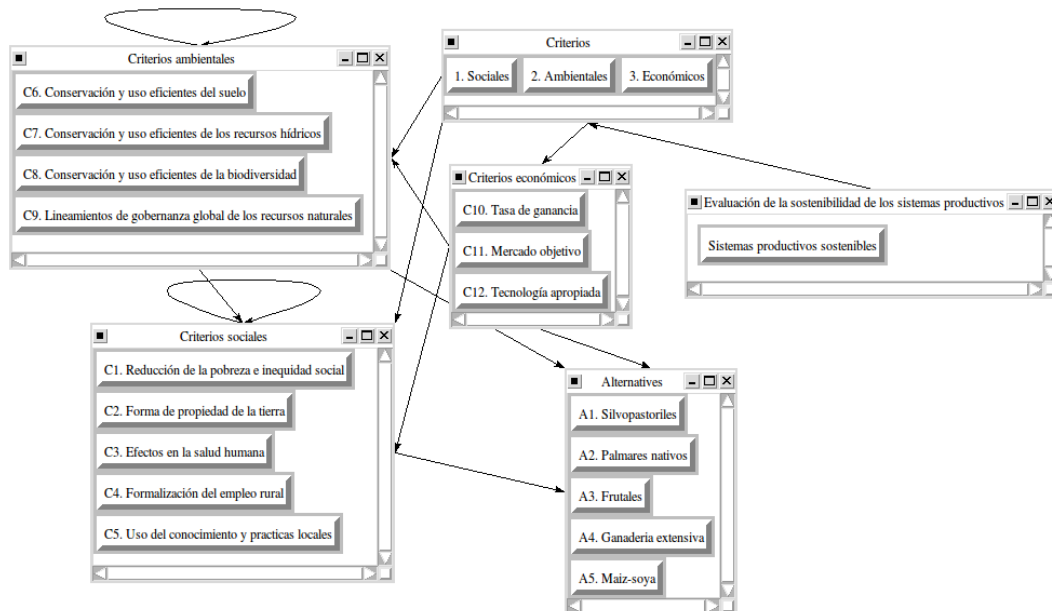 Criterios ambientales
C6. Conservación y uso eficientes del suelo
C7. Conservación y uso eficientes de los recursos hídricos
C8. Conservación y uso eficientes de la biodiversidad
C9. Lineamientos de gobernanza global de los recursos naturales
Criterios
1. Sociales
2. Ambientales
3. Económicos
Criterios económicos
C10. Tasa de ganancia
C11. Mercado objetivo
C12. Tecnología apropiada
Evaluación de la sostenibilidad de los sistemas productivos
Sistemas productivos sostenibles
Criterios sociales
C1. Reducción de la pobreza e inequidad social
C2. Forma de propiedad de la tierra
C3. Efectos en la salud humana
C4. Formalización del empleo rural
C5. Uso del conocimiento y practicas locales
Alternatives
A1. Silvopastoriles
A2. Palmares nativos
A3. Frutales
A4. Ganaderia extensiva
A5. Maiz-soya